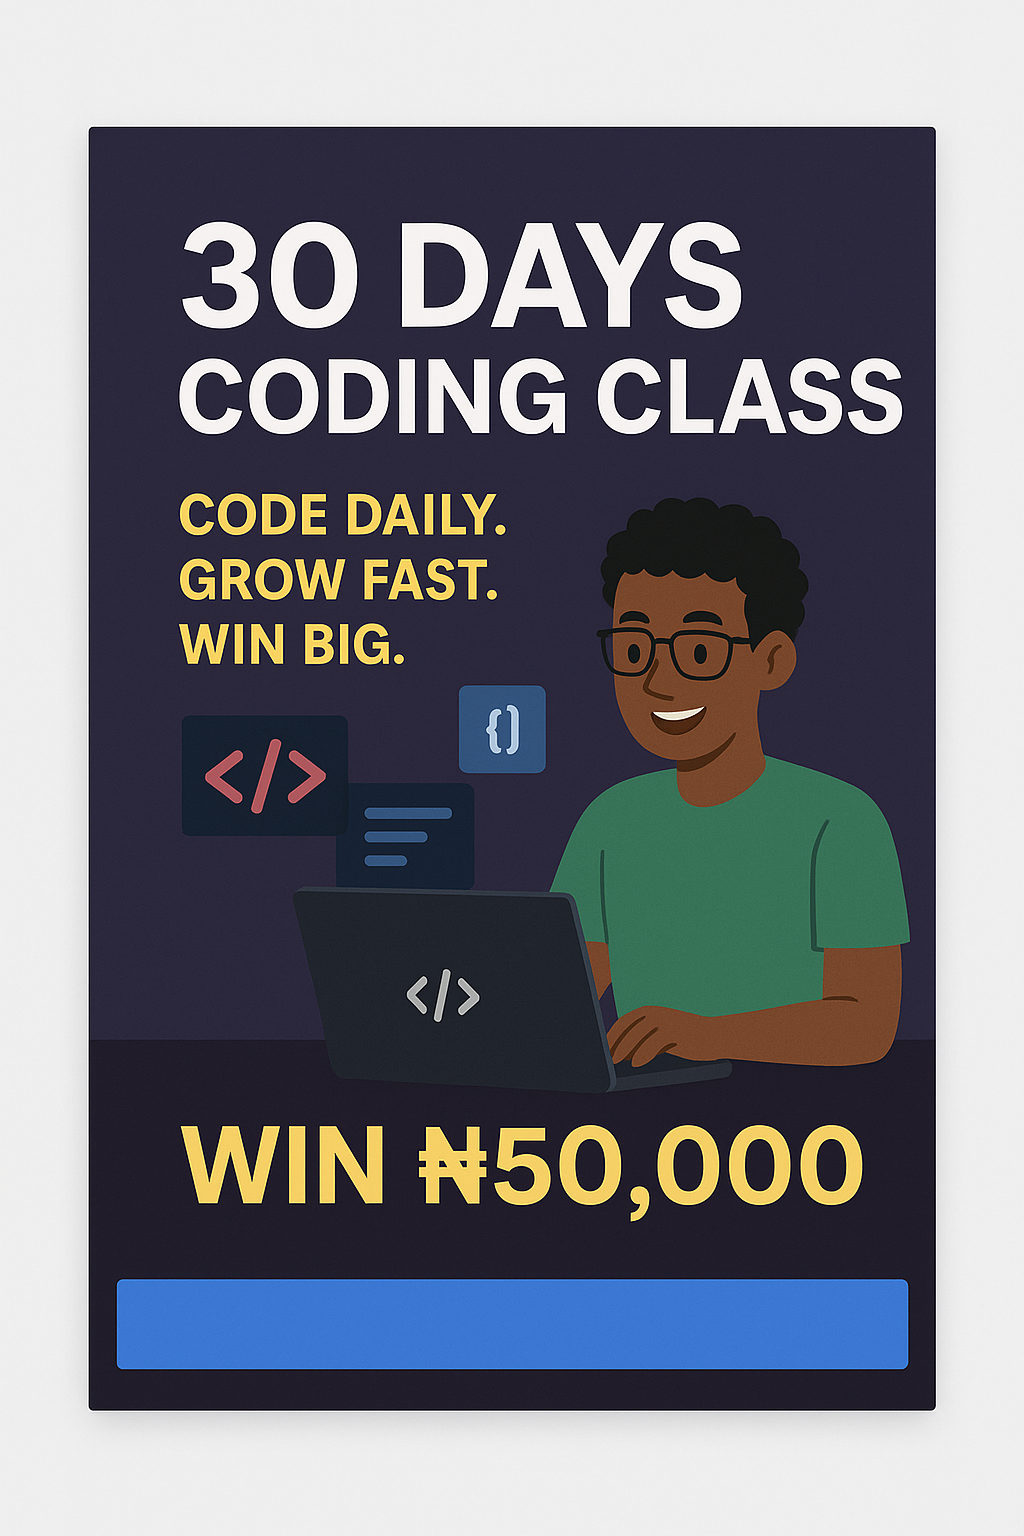 30 DAYS
CODING CLASS
CODE DAILY.
GROW FAST.
WIN BIG.
{}
</>
</>
WIN ₦50,000